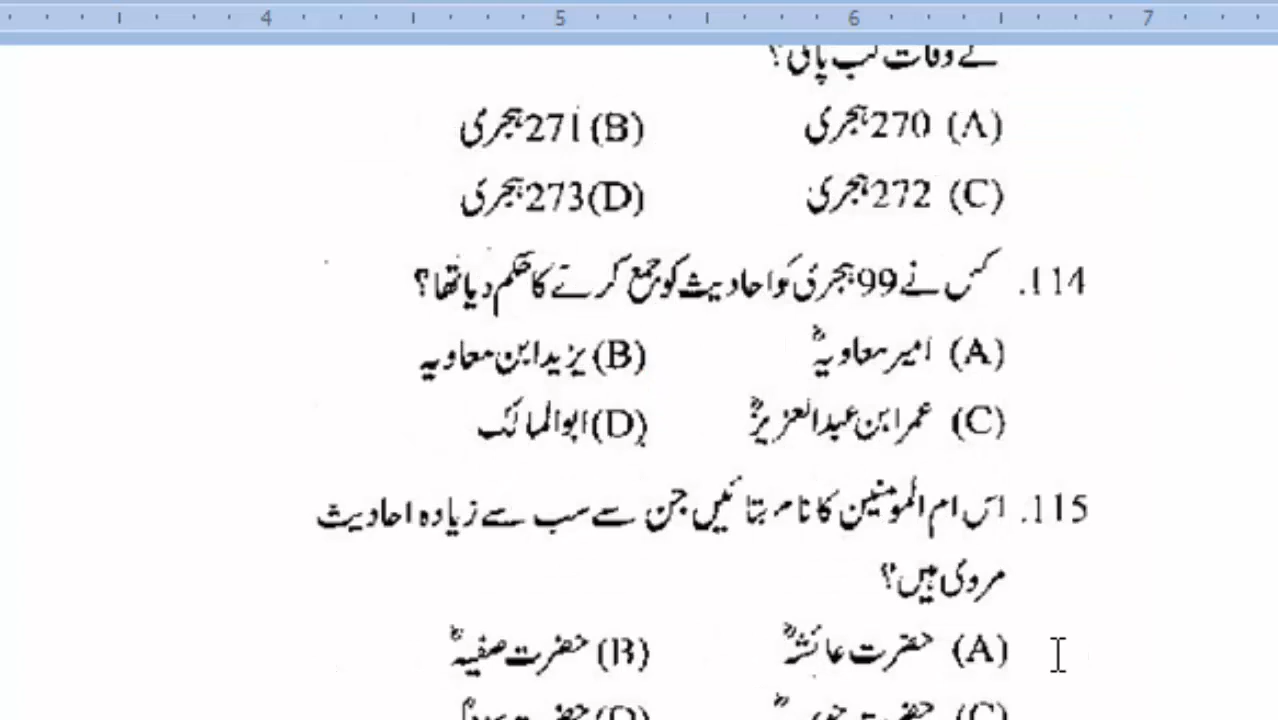 4 5 6 7
نے وفات کب پائی؟
(A) 270 ہجری (B) 271 ہجری
(C) 272 ہجری (D) 273 ہجری
114. کس نے 99 ہجری کو احادیث کو جمع کرنے کا حکم دیا تھا؟
(A) امیر معاویہؓ (B) یزید ابن معاویہ
(C) عمر ابن عبدالعزیزؒ (D) ابوالمالک
115. اس ام المومنین کا نام بتائیں جن سے سب سے زیادہ احادیث
مروی ہیں؟
(A) حضرت عائشہؓ (B) حضرت صفیہؓ
(C) حضرت (D) حضرت